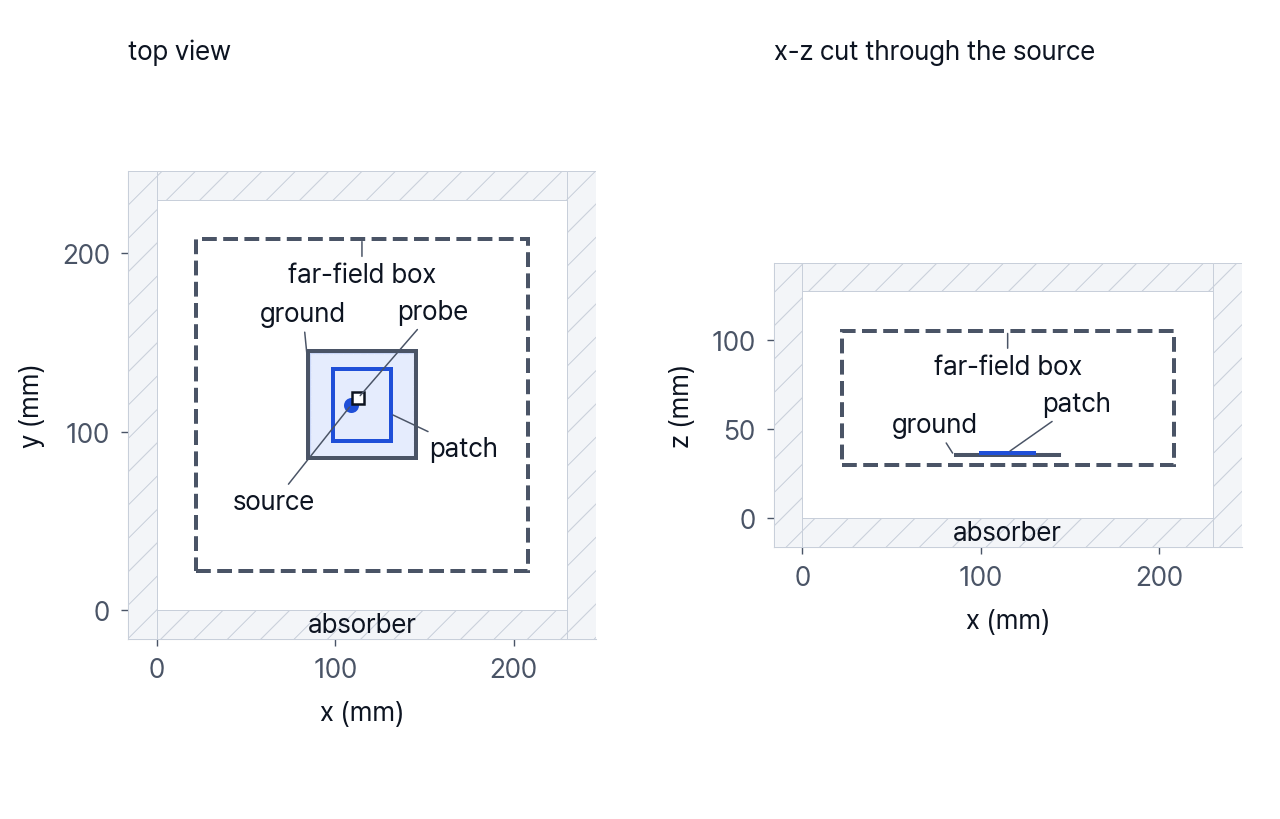 top view
far-field box
ground
probe
patch
source
absorber
0
100
200
0
100
200
x (mm)
y (mm)
x-z cut through the source
far-field box
patch
ground
absorber
0
50
100
0
100
200
x (mm)
z (mm)